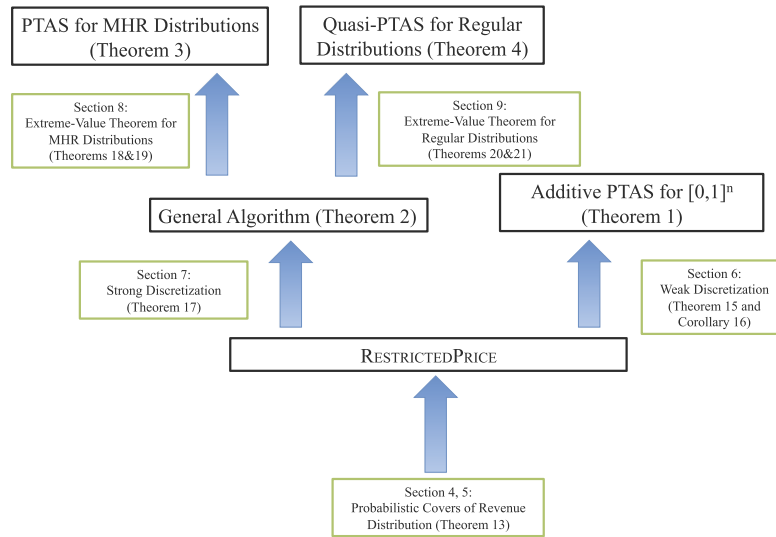 PTAS for MHR Distributions
(Theorem 3)
Quasi-PTAS for Regular
Distributions (Theorem 4)
Section 8:
Extreme-Value Theorem for
MHR Distributions
(Theorems 18&19)
Section 9:
Extreme-Value Theorem for
Regular Distributions
(Theorems 20&21)
General Algorithm (Theorem 2)
Additive PTAS for [0,1]ⁿ
(Theorem 1)
Section 7:
Strong Discretization
(Theorem 17)
Section 6:
Weak Discretization
(Theorem 15 and
Corollary 16)
RESTRICTEDPRICE
Section 4, 5:
Probabilistic Covers of Revenue
Distribution (Theorem 13)